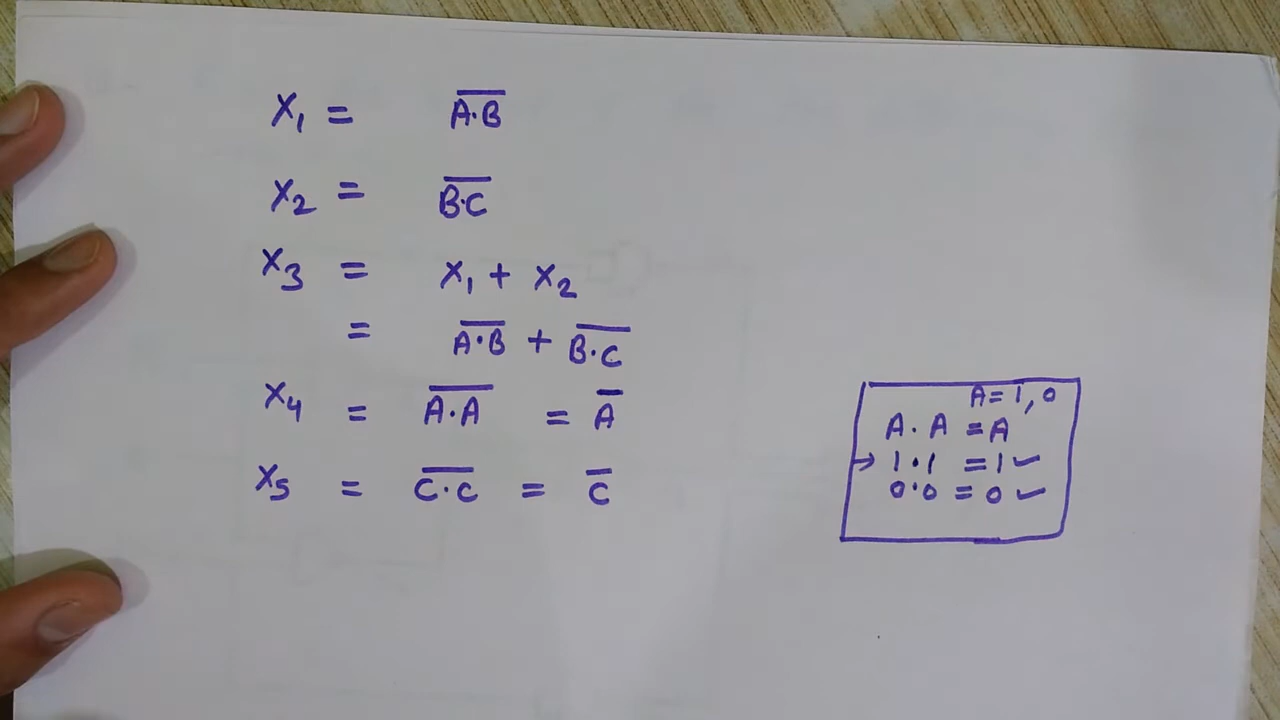 X₁ = A̅·̅B̅
X₂ = B̅·̅C̅
X₃ = X₁ + X₂
= A̅·̅B̅ + B̅·̅C̅
X₄ = A̅·̅A̅ = A̅
X₅ = C̅·̅C̅ = C̅
A = 1, 0
A · A = A
→ 1 · 1 = 1 ✓
0 · 0 = 0 ✓